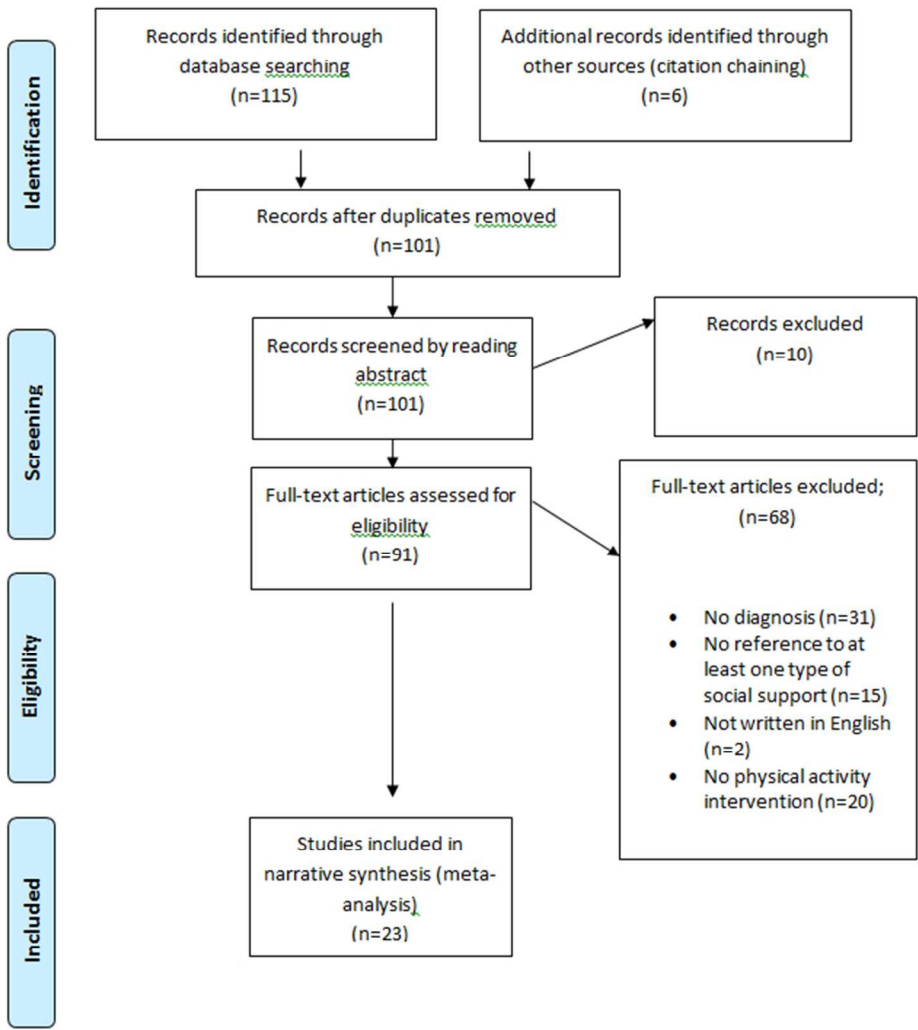 Identification
Records identified through
database searching
(n=115)
Additional records identified through
other sources (citation chaining)
(n=6)
Records after duplicates removed
(n=101)
Screening
Records screened by reading
abstract
(n=101)
Records excluded
(n=10)
Full-text articles assessed for
eligibility
(n=91)
Full-text articles excluded;
(n=68)
• No diagnosis (n=31)
• No reference to at
least one type of
social support (n=15)
• Not written in English
(n=2)
• No physical activity
intervention (n=20)
Eligibility
Included
Studies included in
narrative synthesis (meta-
analysis)
(n=23)